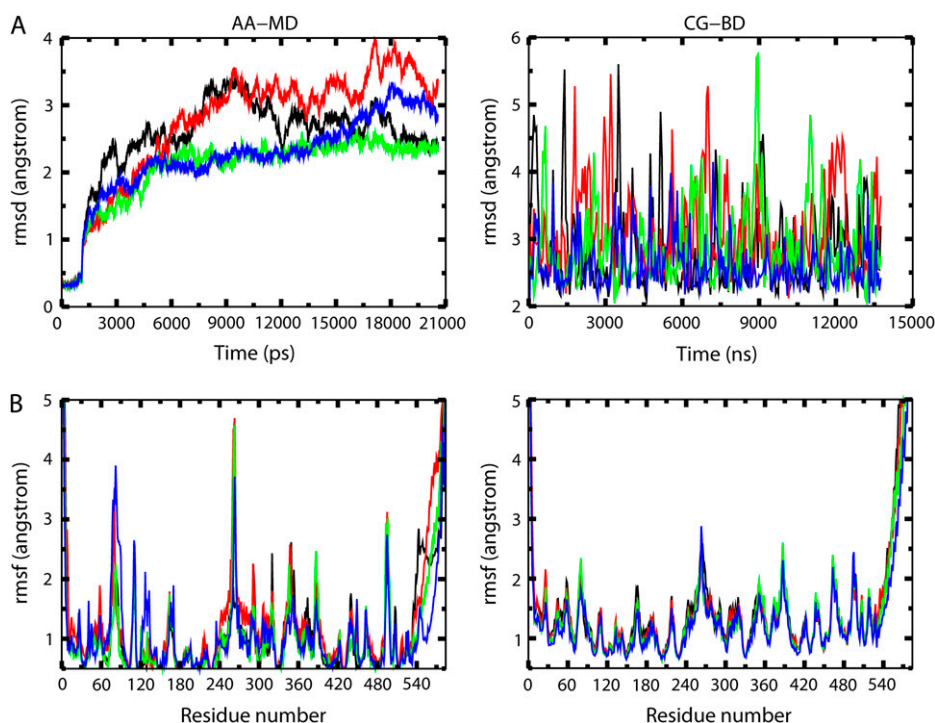 A
AA–MD
CG–BD
4
3
2
1
0
rmsd (angstrom)
0 3000 6000 9000 12000 15000 18000 21000
Time (ps)
6
5
4
3
2
rmsd (angstrom)
0 3000 6000 9000 12000 15000
Time (ns)
B
5
4
3
2
1
rmsf (angstrom)
0 60 120 180 240 300 360 420 480 540
Residue number
5
4
3
2
1
rmsf (angstrom)
0 60 120 180 240 300 360 420 480 540
Residue number